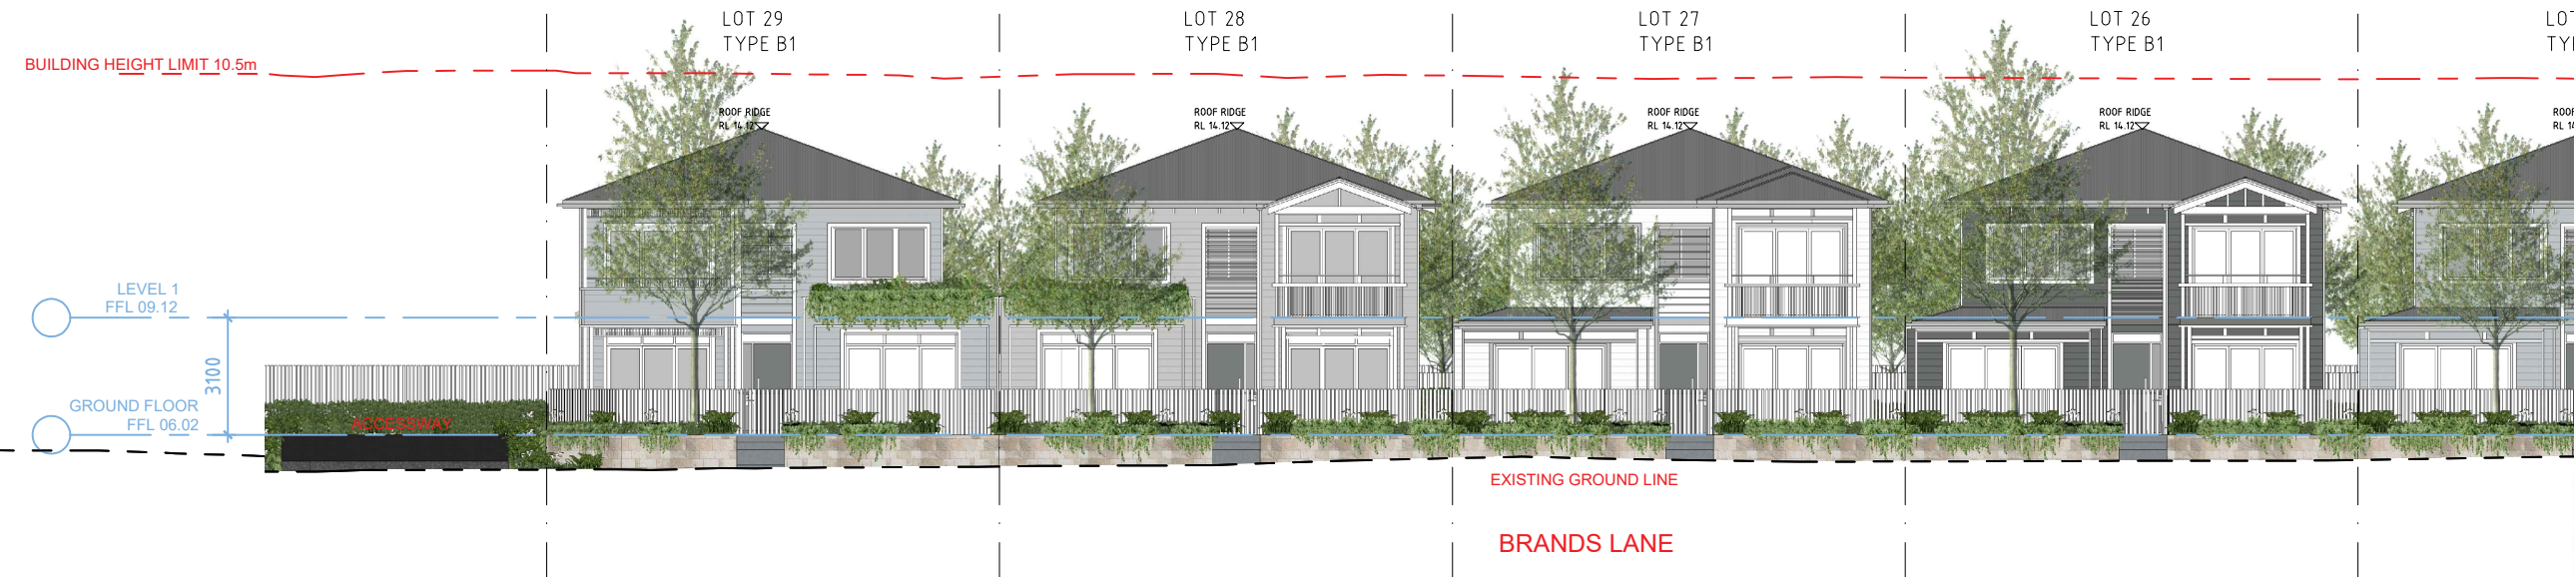 LOT 29
TYPE B1
LOT 28
TYPE B1
LOT 27
TYPE B1
LOT 26
TYPE B1
BUILDING HEIGHT LIMIT 10.5m
ROOF RIDGE
RL 14.12
ROOF RIDGE
RL 14.12
ROOF RIDGE
RL 14.12
ROOF RIDGE
RL 14.12
LEVEL 1
FFL 09.12
3100
GROUND FLOOR
FFL 06.02
ACCESSWAY
EXISTING GROUND LINE
BRANDS LANE